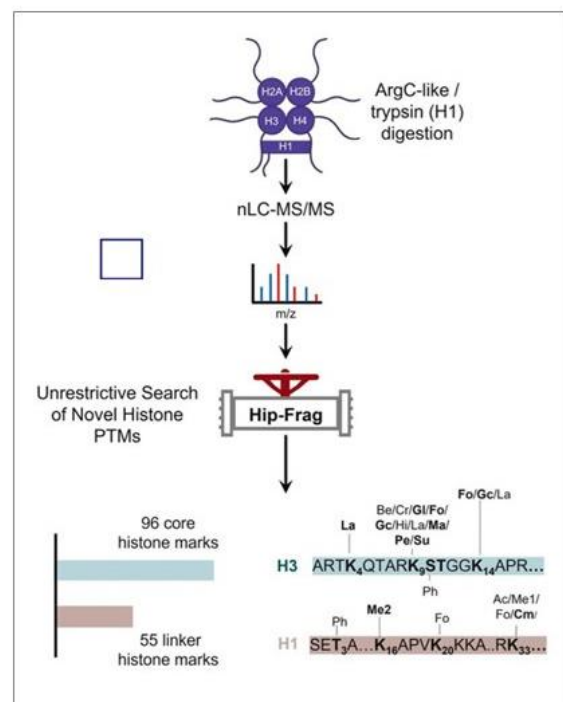 H2A
H2B
H3
H4
H1
ArgC-like /
trypsin (H1)
digestion
nLC-MS/MS
m/z
Unrestrictive Search
of Novel Histone
PTMs
Hip-Frag
96 core
histone marks
55 linker
histone marks
Fo/Gc/La
Be/Cr/Gl/Fo/
Gc/Hi/La/Ma/
Pe/Su
La
H3
ARTK4QTARK9STGGK14APR...
Ph
Ac/Me1/
Fo/Cm/
Me2
Ph
Fo
H1
SET3A...K16APVK20KKA..RK33...